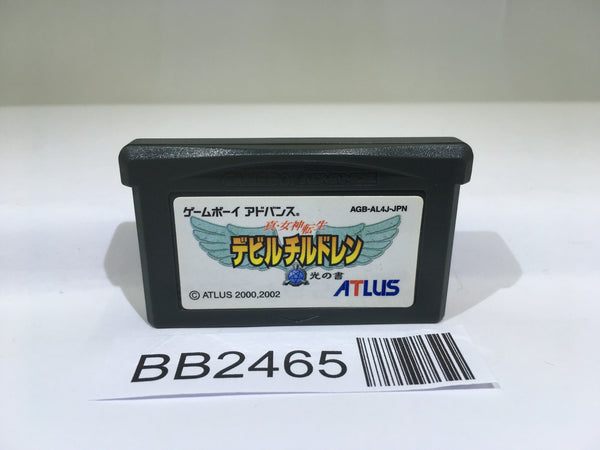 ゲームボーイ アドバンス®
AGB-AL4J-JPN
真・女神転生
デビルチルドレン
光の書
© ATLUS 2000,2002
ATLUS
BB2465